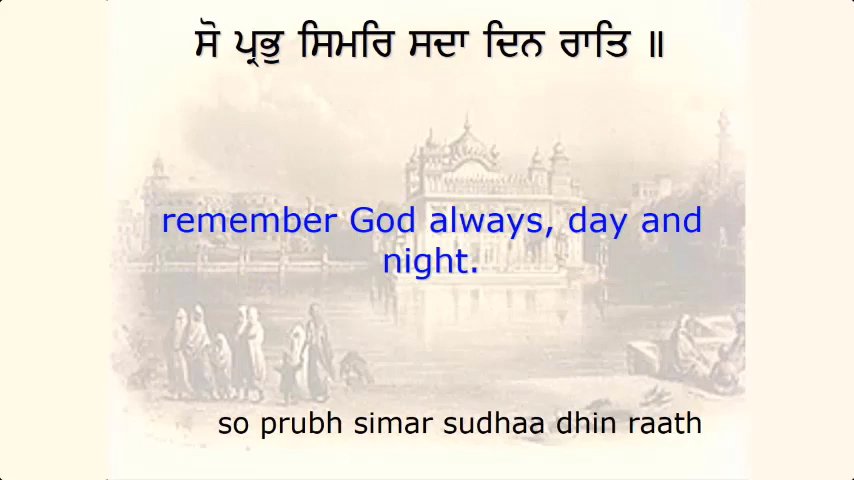 ਸੋ ਪ੍ਰਭੁ ਸਿਮਰਿ ਸਦਾ ਦਿਨ ਰਾਤਿ ॥
remember God always, day and
night.
so prubh simar sudhaa dhin raath